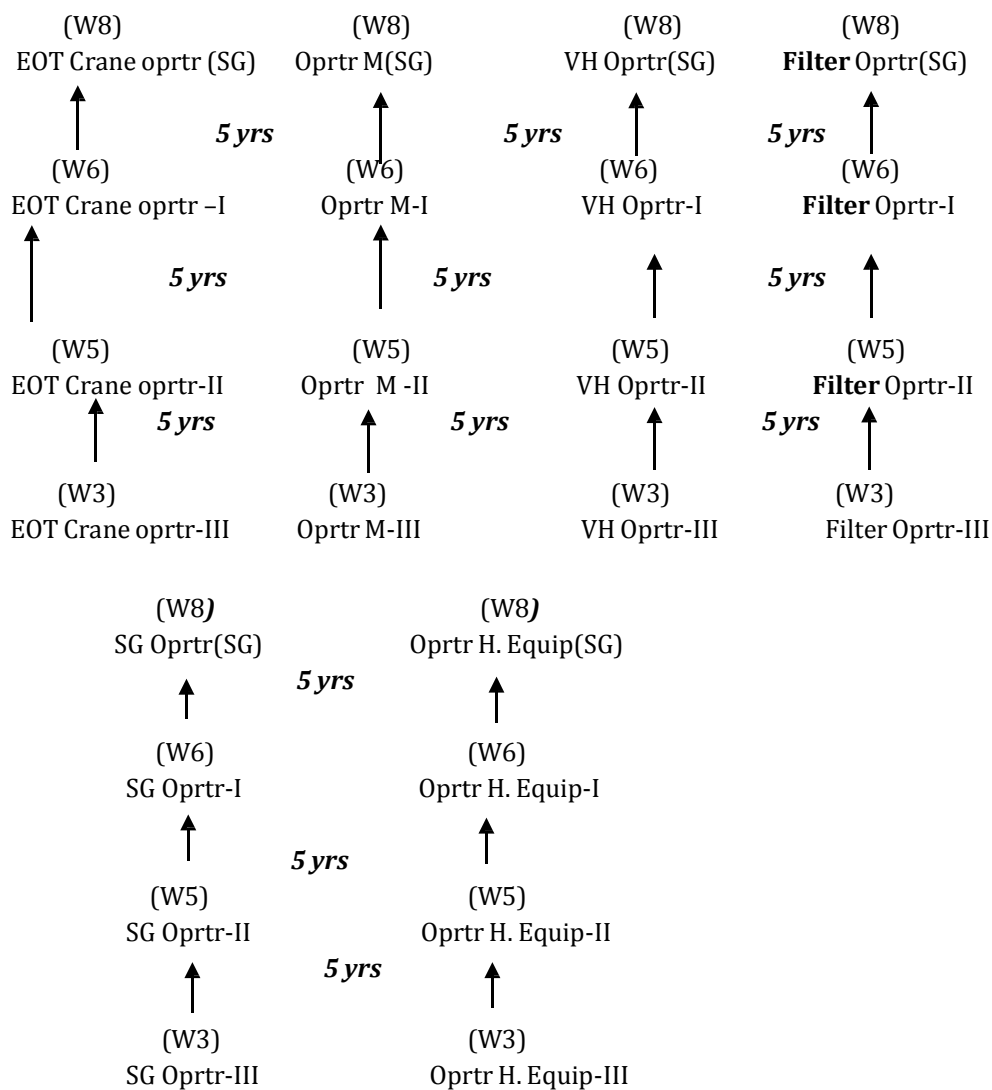 (W8) (W8) (W8) (W8)
EOT Crane oprtr (SG) Oprtr M(SG) VH Oprtr(SG) Filter Oprtr(SG)
5 yrs 5 yrs 5 yrs
(W6) (W6) (W6) (W6)
EOT Crane oprtr –I Oprtr M-I VH Oprtr-I Filter Oprtr-I
5 yrs 5 yrs 5 yrs
(W5) (W5) (W5) (W5)
EOT Crane oprtr-II Oprtr M -II VH Oprtr-II Filter Oprtr-II
5 yrs 5 yrs 5 yrs
(W3) (W3) (W3) (W3)
EOT Crane oprtr-III Oprtr M-III VH Oprtr-III Filter Oprtr-III
(W8) (W8)
SG Oprtr(SG) Oprtr H. Equip(SG)
5 yrs
(W6) (W6)
SG Oprtr-I Oprtr H. Equip-I
5 yrs
(W5) (W5)
SG Oprtr-II Oprtr H. Equip-II
5 yrs
(W3) (W3)
SG Oprtr-III Oprtr H. Equip-III